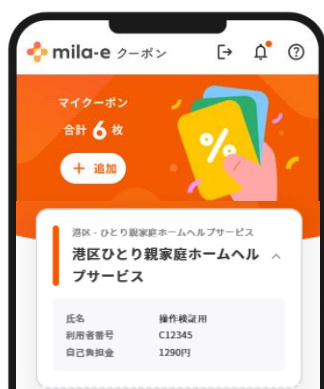 mila-e クーポン
マイクーポン
合計 6 枚
＋ 追加
%
港区 - ひとり親家庭ホームヘルプサービス
港区ひとり親家庭ホームヘル
プサービス
氏名 操作検証用
利用者番号 C12345
自己負担金 1290円